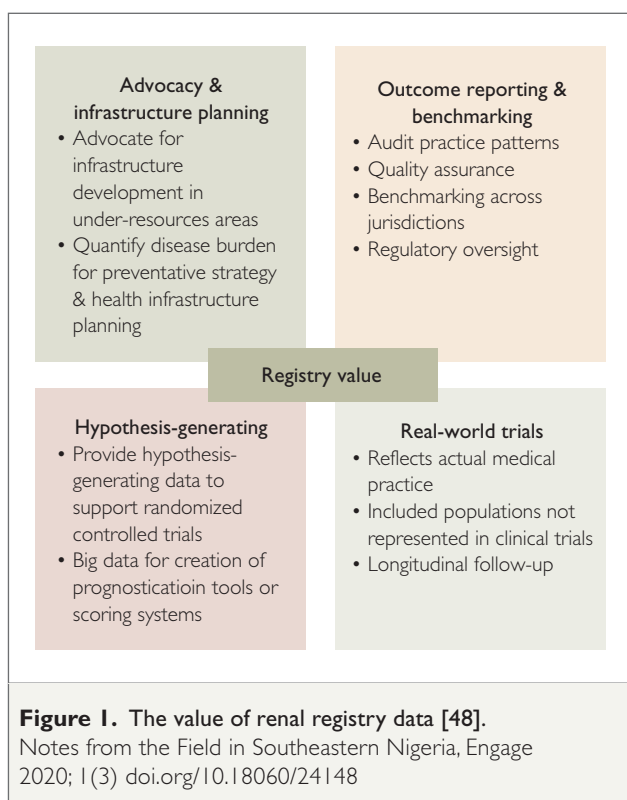 Advocacy &
infrastructure planning
• Advocate for
infrastructure
development in
under-resources areas
• Quantify disease burden
for preventative strategy
& health infrastructure
planning
Outcome reporting &
benchmarking
• Audit practice patterns
• Quality assurance
• Benchmarking across
jurisdictions
• Regulatory oversight
Registry value
Hypothesis-generating
• Provide hypothesis-
generating data to
support randomized
controlled trials
• Big data for creation of
prognosticatioin tools or
scoring systems
Real-world trials
• Reflects actual medical
practice
• Included populations not
represented in clinical trials
• Longitudinal follow-up
Figure 1. The value of renal registry data [48].
Notes from the Field in Southeastern Nigeria, Engage
2020; 1(3) doi.org/10.18060/24148